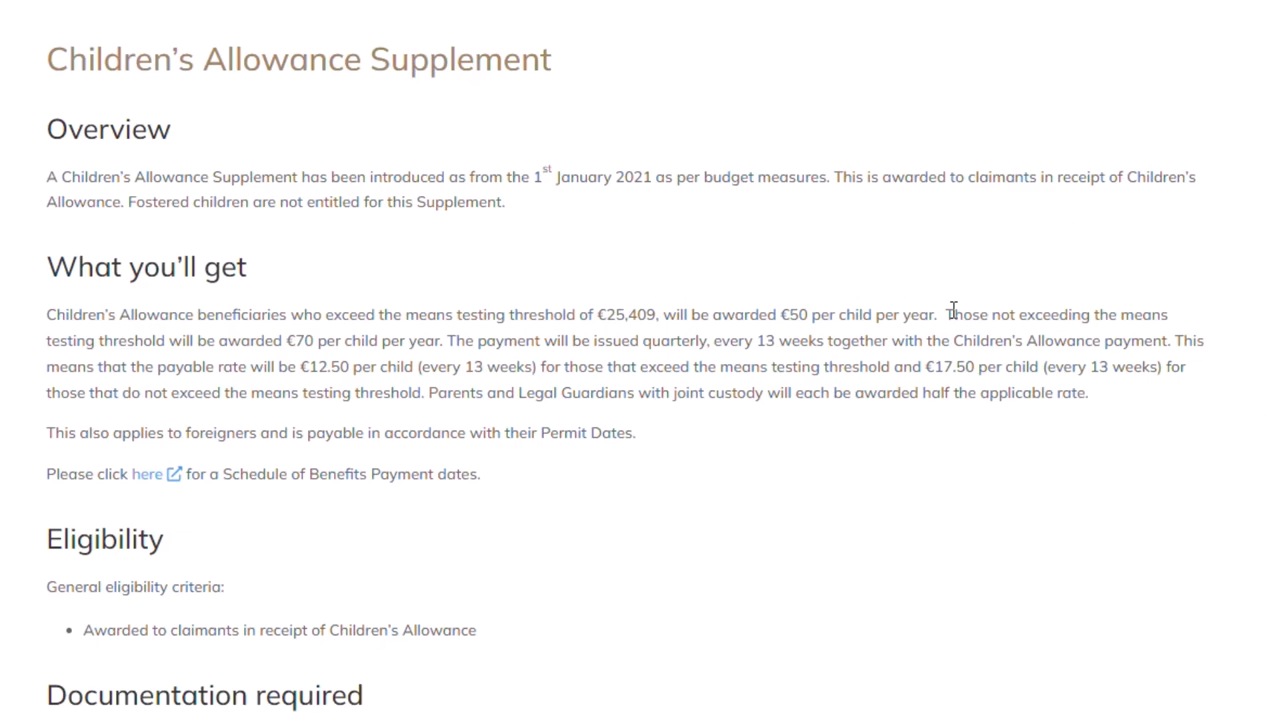 Children's Allowance Supplement
Overview
A Children's Allowance Supplement has been introduced as from the 1st January 2021 as per budget measures. This is awarded to claimants in receipt of Children's
Allowance. Fostered children are not entitled for this Supplement.
What you'll get
Children's Allowance beneficiaries who exceed the means testing threshold of €25,409, will be awarded €50 per child per year.  Those not exceeding the means
testing threshold will be awarded €70 per child per year. The payment will be issued quarterly, every 13 weeks together with the Children's Allowance payment. This
means that the payable rate will be €12.50 per child (every 13 weeks) for those that exceed the means testing threshold and €17.50 per child (every 13 weeks) for
those that do not exceed the means testing threshold. Parents and Legal Guardians with joint custody will each be awarded half the applicable rate.
This also applies to foreigners and is payable in accordance with their Permit Dates.
Please click here for a Schedule of Benefits Payment dates.
Eligibility
General eligibility criteria:
• Awarded to claimants in receipt of Children's Allowance
Documentation required